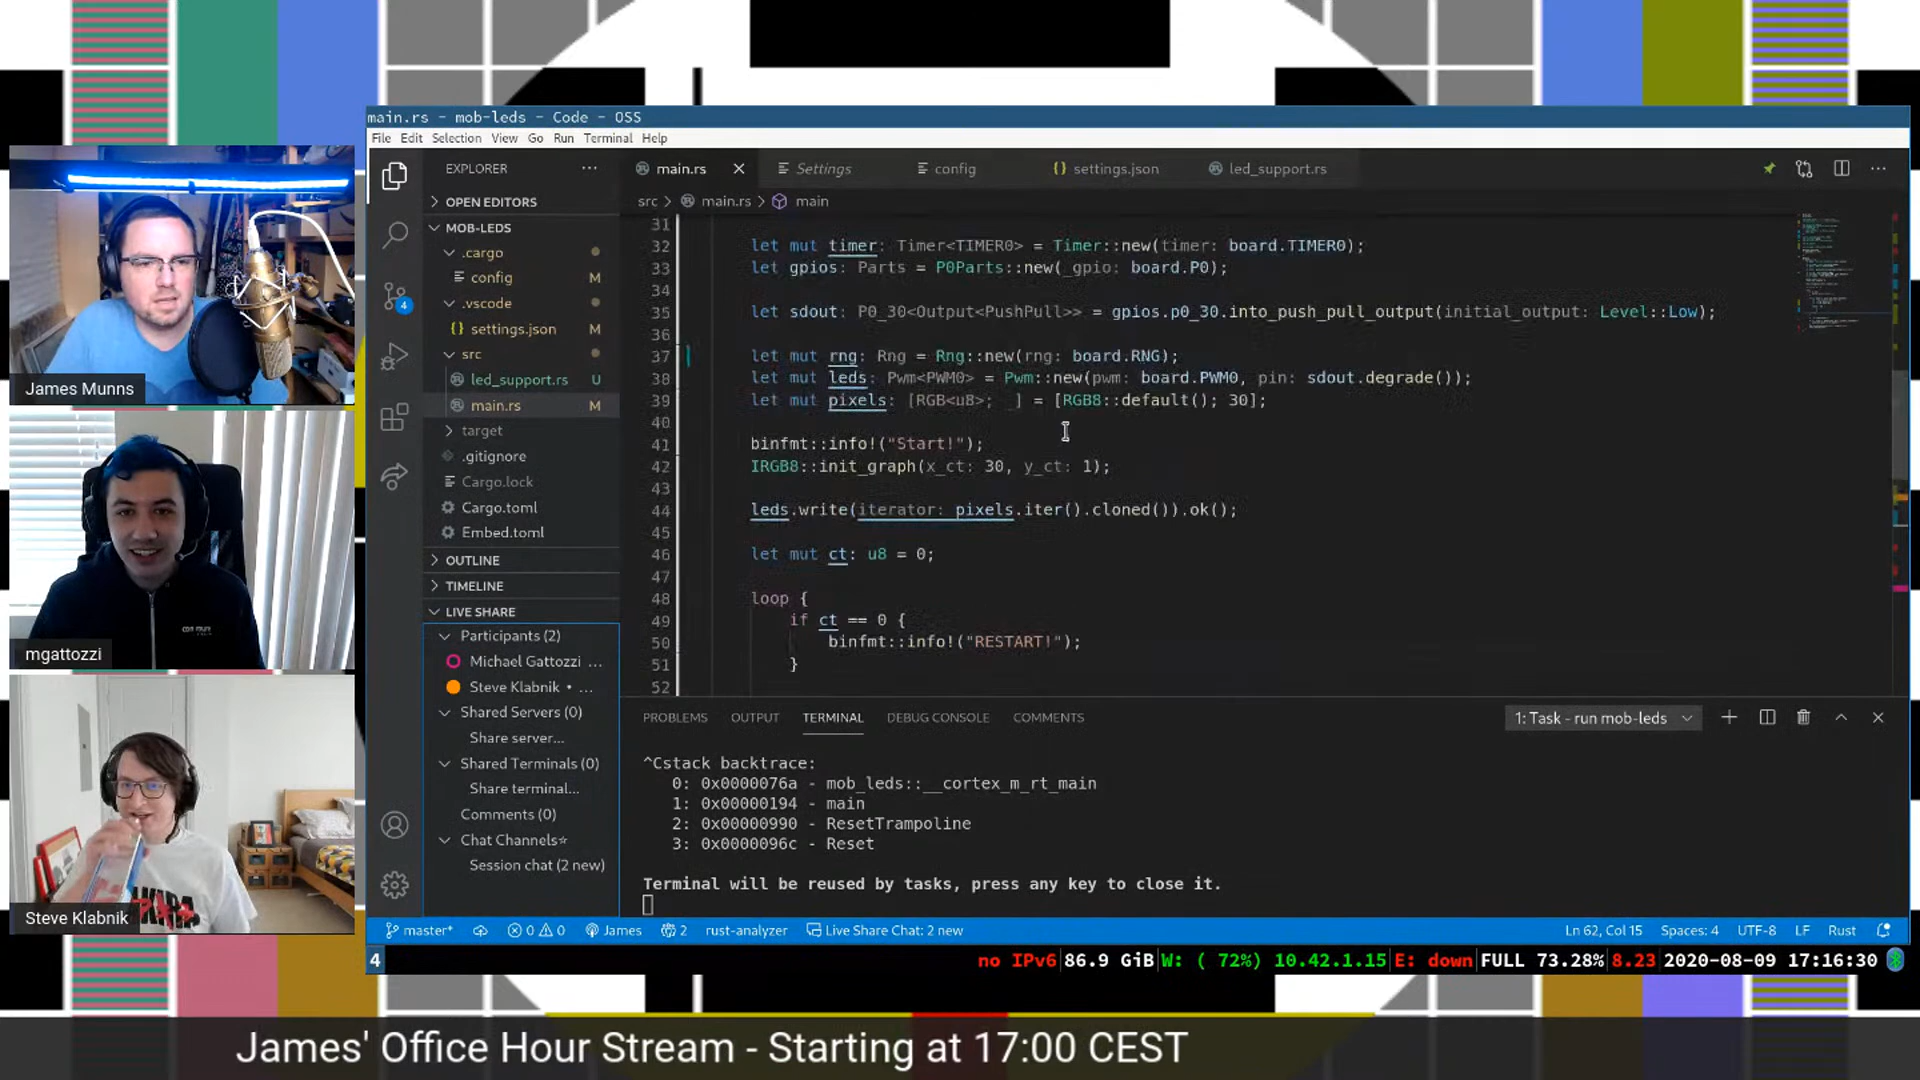 main.rs - mob-leds - Code - OSS
File Edit Selection View Go Run Terminal Help
EXPLORER
main.rs
Settings
config
settings.json
led_support.rs
src > main.rs > main
OPEN EDITORS
MOB-LEDS
.cargo
config M
.vscode
settings.json M
src
led_support.rs U
main.rs M
target
.gitignore
Cargo.lock
Cargo.toml
Embed.toml
OUTLINE
TIMELINE
LIVE SHARE
Participants (2)
Michael Gattozzi ...
Steve Klabnik • ...
Shared Servers (0)
Share server...
Shared Terminals (0)
Share terminal...
Comments (0)
Chat Channels
Session chat (2 new)
4
31
32 let mut timer: Timer<TIMER0> = Timer::new(timer: board.TIMER0);
33 let gpios: Parts = P0Parts::new(_gpio: board.P0);
34
35 let sdout: P0_30<Output<PushPull>> = gpios.p0_30.into_push_pull_output(initial_output: Level::Low);
37 let mut rng: Rng = Rng::new(rng: board.RNG);
38 let mut leds: Pwm<PWM0> = Pwm::new(pwm: board.PWM0, pin: sdout.degrade());
39 let mut pixels: [RGB<u8>; _] = [RGB8::default(); 30];
40
41 binfmt::info!("Start!");
42 IRGB8::init_graph(x_ct: 30, y_ct: 1);
43
44 leds.write(iterator: pixels.iter().cloned()).ok();
45
46 let mut ct: u8 = 0;
47
48 loop {
49 if ct == 0 {
50 binfmt::info!("RESTART!");
51 }
52
PROBLEMS OUTPUT TERMINAL DEBUG CONSOLE COMMENTS
1: Task - run mob-leds
^Cstack backtrace:
0: 0x0000076a - mob_leds::__cortex_m_rt_main
1: 0x00000194 - main
2: 0x00000990 - ResetTrampoline
3: 0x0000096c - Reset
Terminal will be reused by tasks, press any key to close it.
master* 0 0 James 2 rust-analyzer Live Share Chat: 2 new
Ln 62, Col 15 Spaces: 4 UTF-8 LF Rust
4
no IPv6|86.9 GiB|W: ( 72%) 10.42.1.15|E: down|FULL 73.28%|8.23|2020-08-09 17:16:30
James Munns
mgattozzi
Steve Klabnik
James' Office Hour Stream - Starting at 17:00 CEST